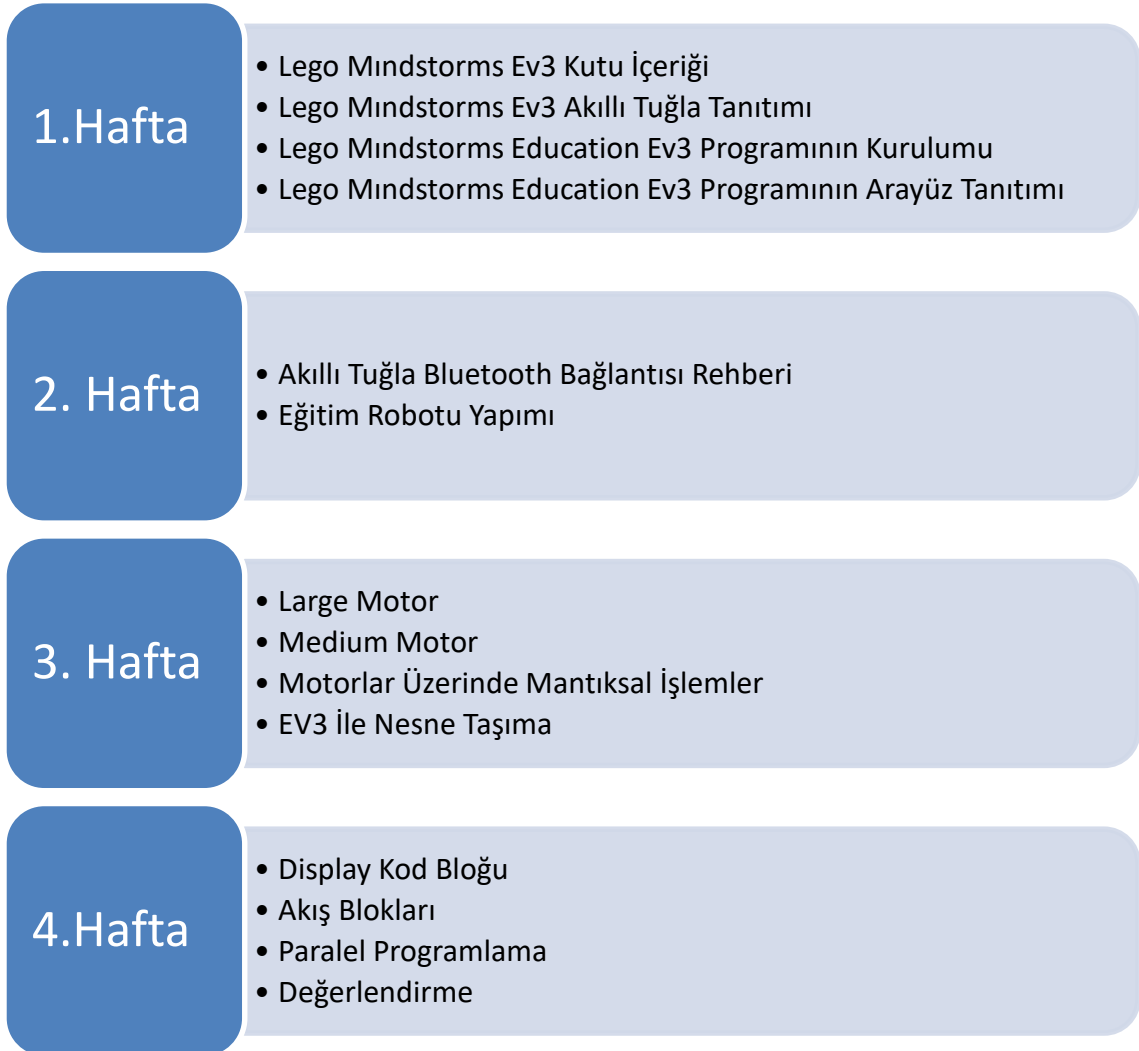 1.Hafta
• Lego Mındstorms Ev3 Kutu İçeriği
• Lego Mındstorms Ev3 Akıllı Tuğla Tanıtımı
• Lego Mındstorms Education Ev3 Programının Kurulumu
• Lego Mındstorms Education Ev3 Programının Arayüz Tanıtımı
2. Hafta
• Akıllı Tuğla Bluetooth Bağlantısı Rehberi
• Eğitim Robotu Yapımı
3. Hafta
• Large Motor
• Medium Motor
• Motorlar Üzerinde Mantıksal İşlemler
• EV3 İle Nesne Taşıma
4.Hafta
• Display Kod Bloğu
• Akış Blokları
• Paralel Programlama
• Değerlendirme